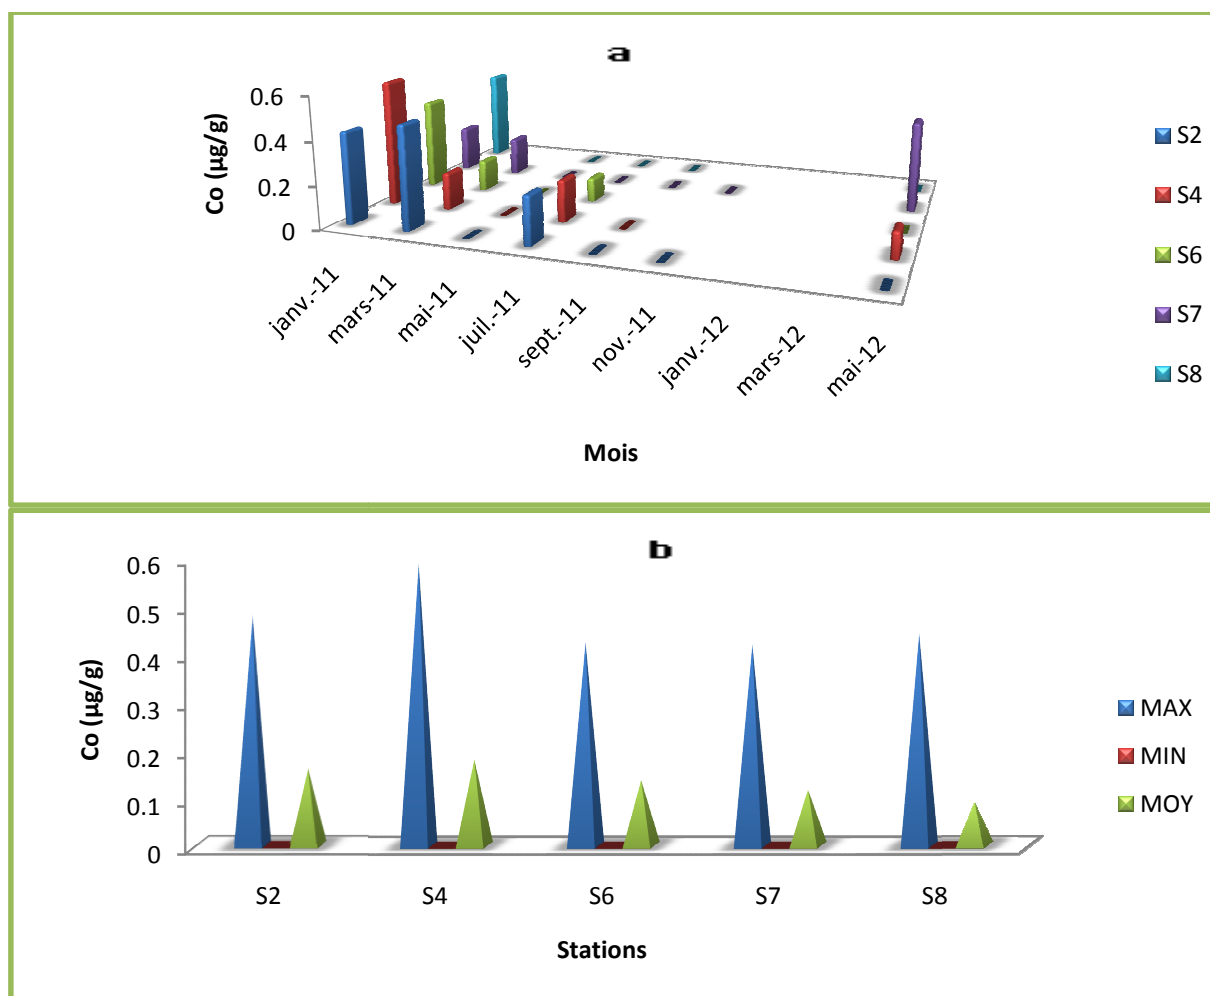 a
Co (µg/g)
0.6
0.4
0.2
0
janv.-11
mars-11
mai-11
juil.-11
sept.-11
nov.-11
janv.-12
mars-12
mai-12
Mois
S2
S4
S6
S7
S8
b
Co (µg/g)
0.6
0.5
0.4
0.3
0.2
0.1
0
S2
S4
S6
S7
S8
Stations
MAX
MIN
MOY